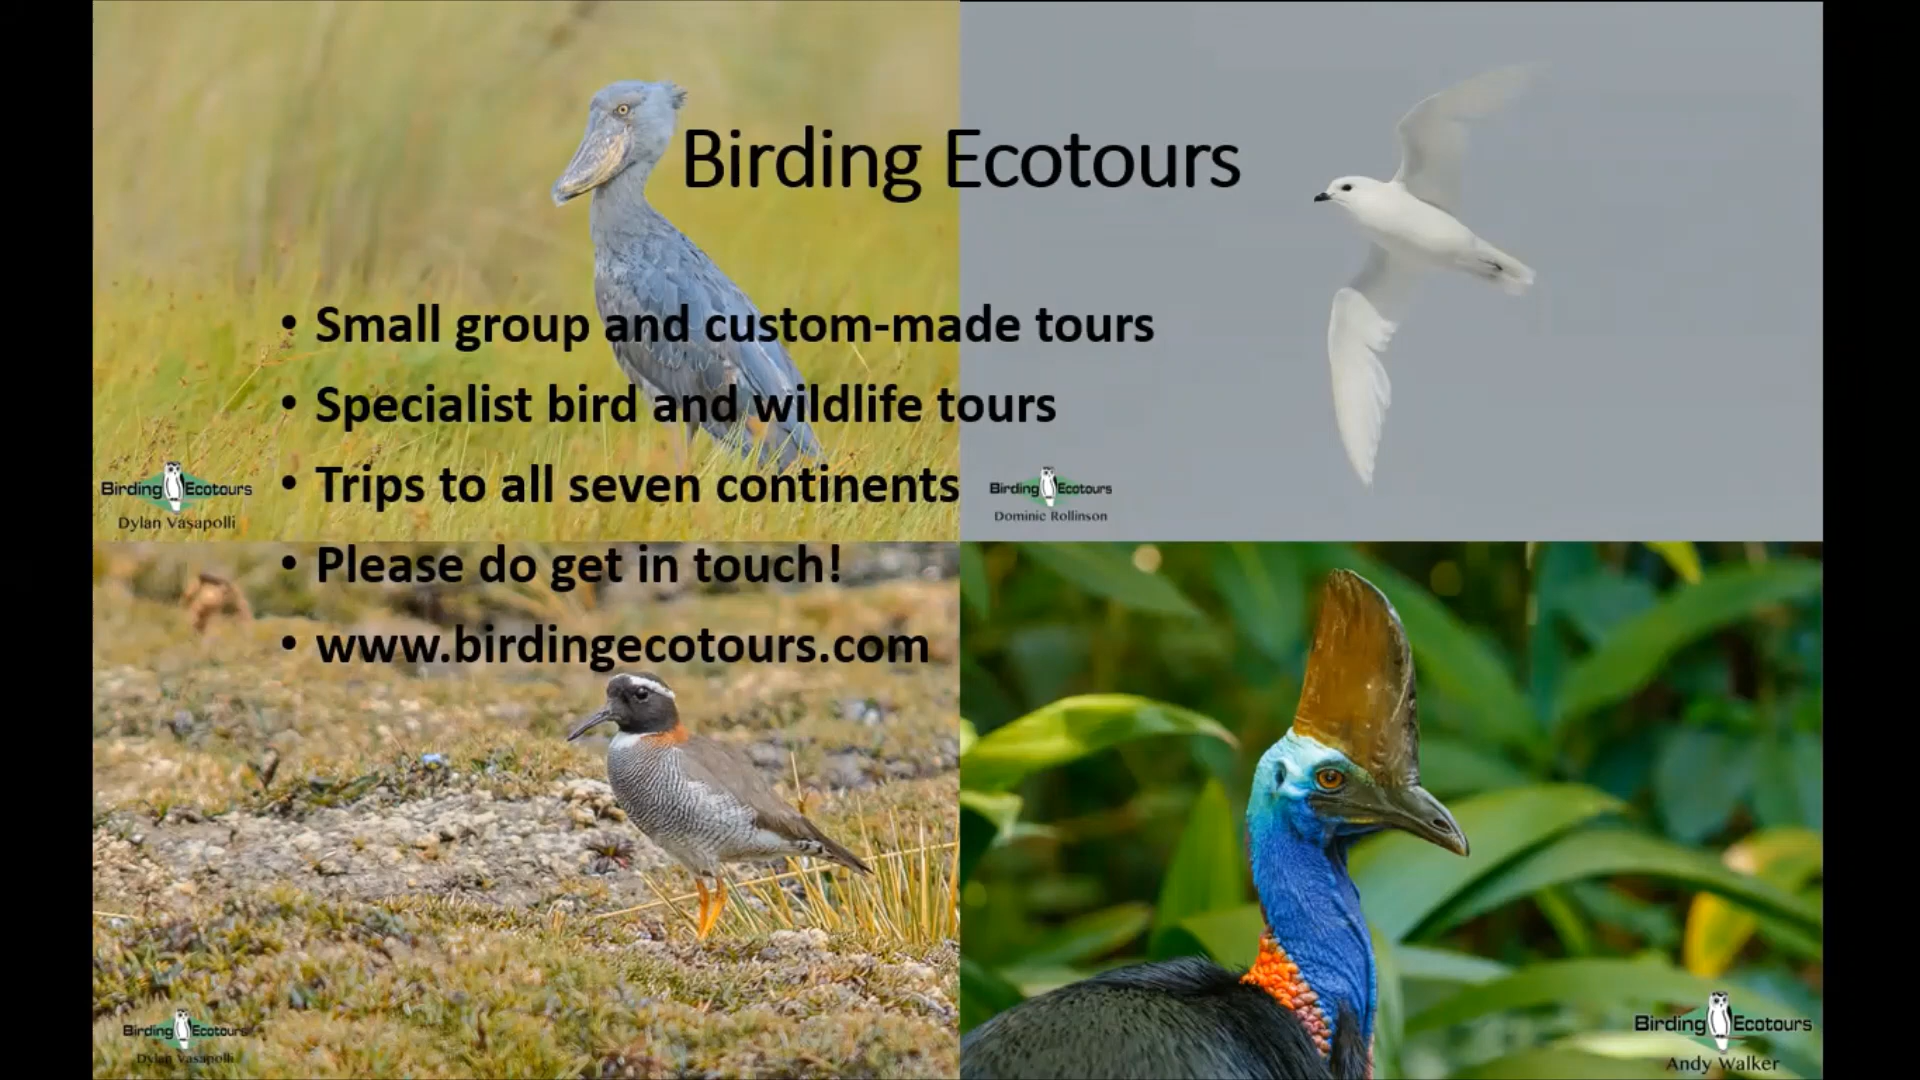 Birding Ecotours
• Small group and custom-made tours
• Specialist bird and wildlife tours
• Trips to all seven continents
• Please do get in touch!
• www.birdingecotours.com
Birding Ecotours
Dylan Vasapolli
Birding Ecotours
Dominic Rollinson
Birding Ecotours
Dylan Vasapolli
Birding Ecotours
Andy Walker